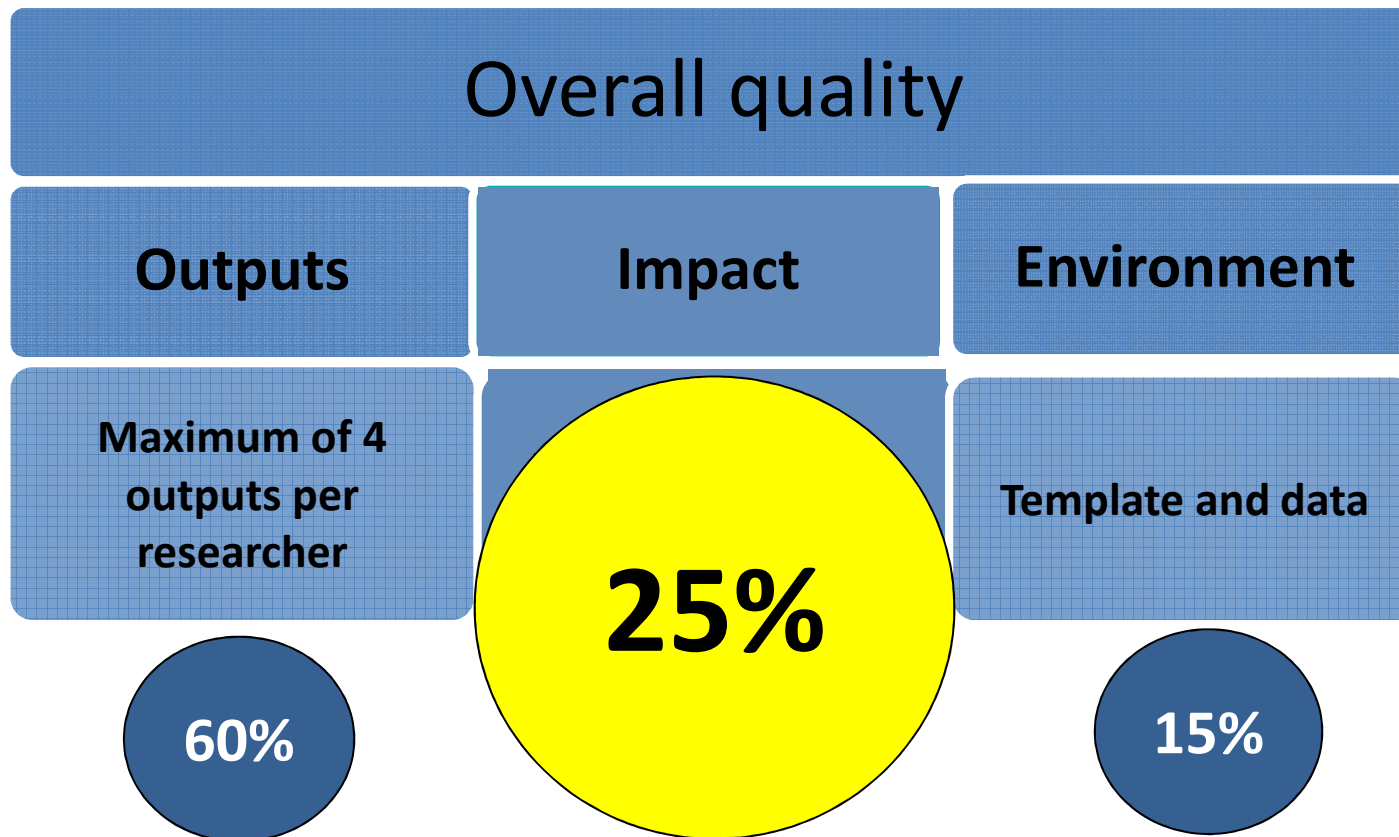 Overall quality
Outputs
Impact
Environment
Maximum of 4
outputs per
researcher
Template and data
25%
60%
15%